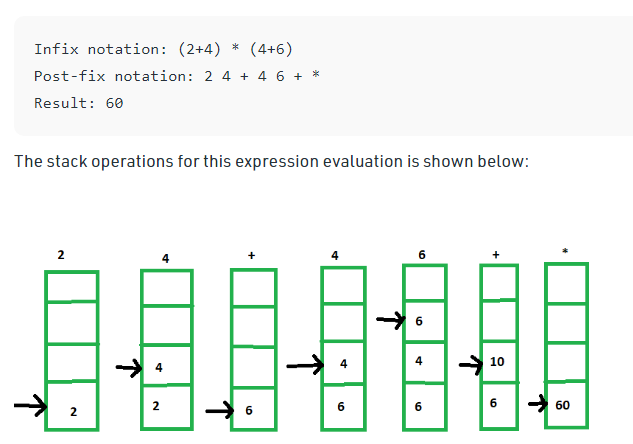 Infix notation: (2+4) * (4+6)
Post-fix notation: 2 4 + 4 6 + *
Result: 60
The stack operations for this expression evaluation is shown below:
2 4 + 4 6 + *
6
4 4 4 10
2 2 6 6 6 6 60